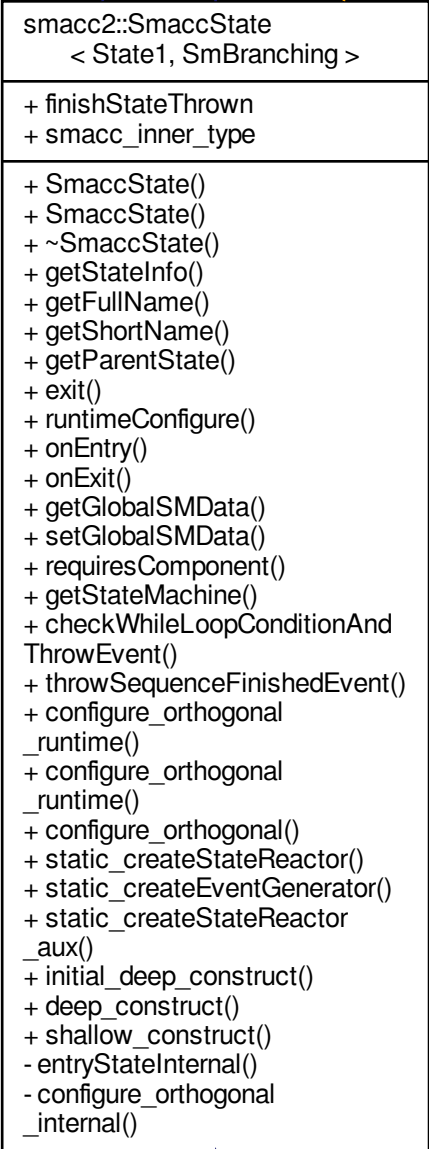 smacc2::SmaccState
< State1, SmBranching >
+ finishStateThrown
+ smacc_inner_type
+ SmaccState()
+ SmaccState()
+ ~SmaccState()
+ getStateInfo()
+ getFullName()
+ getShortName()
+ getParentState()
+ exit()
+ runtimeConfigure()
+ onEntry()
+ onExit()
+ getGlobalSMData()
+ setGlobalSMData()
+ requiresComponent()
+ getStateMachine()
+ checkWhileLoopConditionAnd
ThrowEvent()
+ throwSequenceFinishedEvent()
+ configure_orthogonal
_runtime()
+ configure_orthogonal
_runtime()
+ configure_orthogonal()
+ static_createStateReactor()
+ static_createEventGenerator()
+ static_createStateReactor
_aux()
+ initial_deep_construct()
+ deep_construct()
+ shallow_construct()
- entryStateInternal()
- configure_orthogonal
_internal()